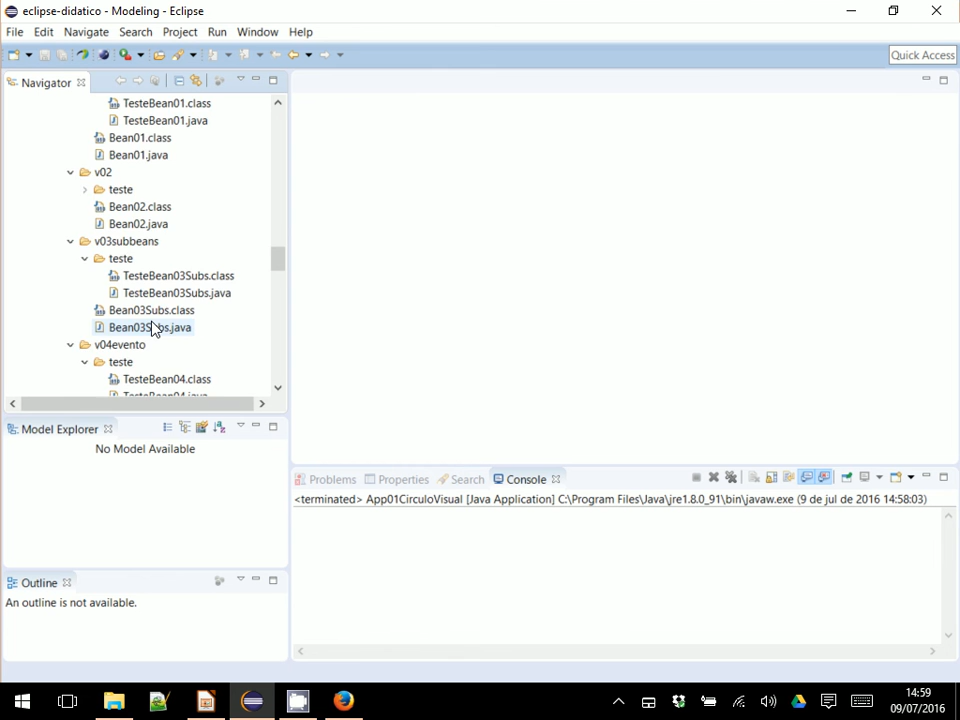 eclipse-didatico - Modeling - Eclipse
File Edit Navigate Search Project Run Window Help
Quick Access
Navigator
TesteBean01.class
TesteBean01.java
Bean01.class
Bean01.java
v02
teste
Bean02.class
Bean02.java
v03subbeans
teste
TesteBean03Subs.class
TesteBean03Subs.java
Bean03Subs.class
Bean03Subs.java
v04evento
teste
TesteBean04.class
TesteBean04.java
Model Explorer
No Model Available
Outline
An outline is not available.
Problems Properties Search Console
<terminated> App01CirculoVisual [Java Application] C:\Program Files\Java\jre1.8.0_91\bin\javaw.exe (9 de jul de 2016 14:58:03)
14:59
09/07/2016